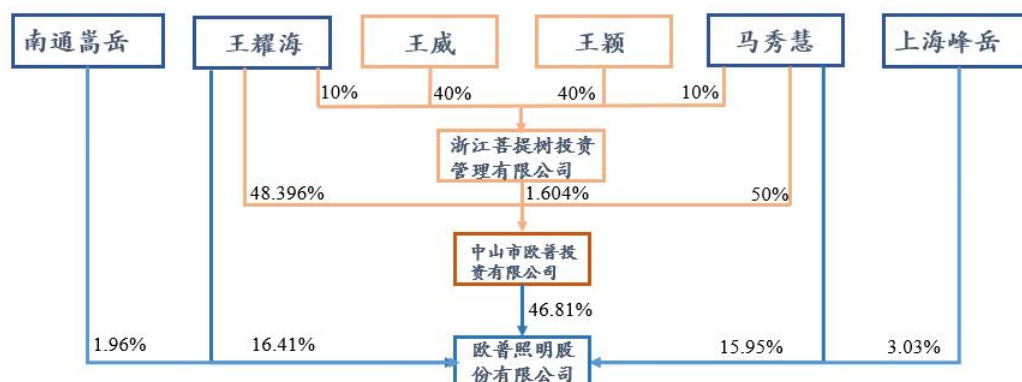 南通嵩岳
王耀海
王威
王颖
马秀慧
上海峰岳
10%
40%
40%
10%
浙江菩提树投资
管理有限公司
48.396%
1.604%
50%
中山市欧普投
资有限公司
46.81%
1.96%
16.41%
欧普照明股
份有限公司
15.95%
3.03%